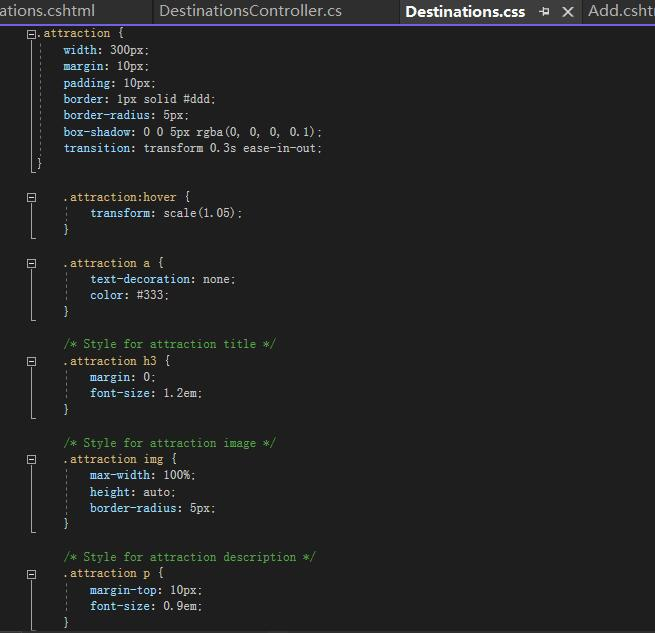 ations.cshtml DestinationsController.cs Destinations.css Add.csht
.attraction {
width: 300px;
margin: 10px;
padding: 10px;
border: 1px solid #ddd;
border-radius: 5px;
box-shadow: 0 0 5px rgba(0, 0, 0, 0.1);
transition: transform 0.3s ease-in-out;
}
.attraction:hover {
transform: scale(1.05);
}
.attraction a {
text-decoration: none;
color: #333;
}
/* Style for attraction title */
.attraction h3 {
margin: 0;
font-size: 1.2em;
}
/* Style for attraction image */
.attraction img {
max-width: 100%;
height: auto;
border-radius: 5px;
}
/* Style for attraction description */
.attraction p {
margin-top: 10px;
font-size: 0.9em;
}